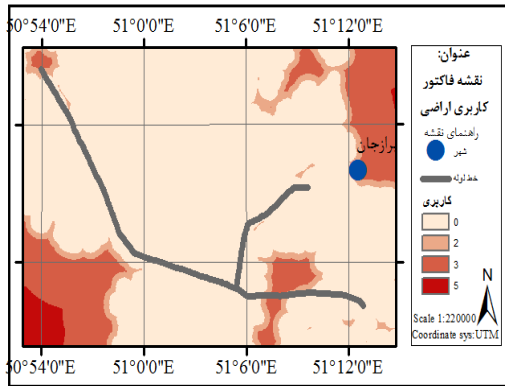 50°54'0"E 51°0'0"E 51°6'0"E 51°12'0"E
برازجان
50°54'0"E 51°0'0"E 51°6'0"E 51°12'0"E
عنوان:
نقشه فاکتور
کاربری اراضی
راهنمای نقشه
شهر
خط لوله
کاربری
0
2
3
5
N
Scale 1:220000
Coordinate sys:UTM